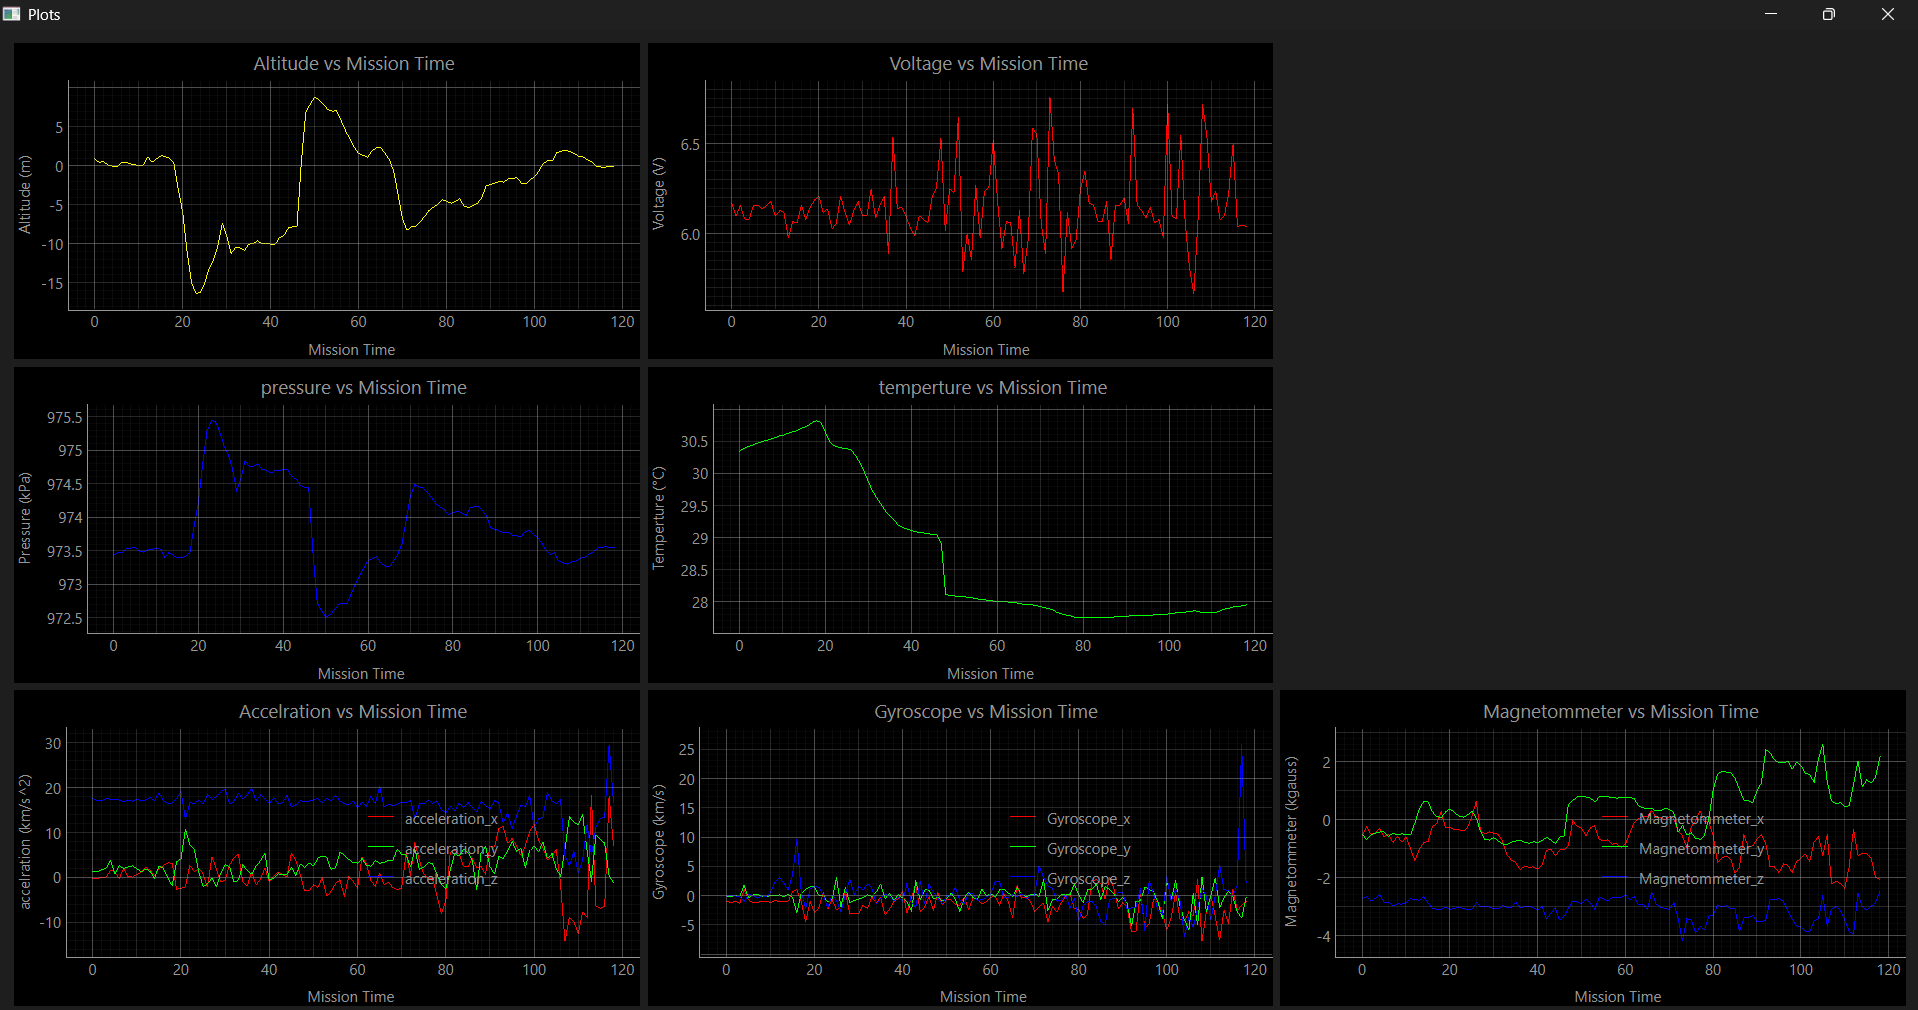 Plots
Altitude vs Mission Time
Altitude (m)
5
0
-5
-10
-15
0 20 40 60 80 100 120
Mission Time
Voltage vs Mission Time
Voltage (V)
6.5
6.0
0 20 40 60 80 100 120
Mission Time
pressure vs Mission Time
Pressure (kPa)
975.5
975
974.5
974
973.5
973
972.5
0 20 40 60 80 100 120
Mission Time
temperture vs Mission Time
Temperture (°C)
30.5
30
29.5
29
28.5
28
0 20 40 60 80 100 120
Mission Time
Accelration vs Mission Time
accelration (km/s^2)
30
20
10
0
-10
acceleration_x
acceleration_y
acceleration_z
0 20 40 60 80 100 120
Mission Time
Gyroscope vs Mission Time
Gyroscope (km/s)
25
20
15
10
5
0
-5
Gyroscope_x
Gyroscope_y
Gyroscope_z
0 20 40 60 80 100 120
Mission Time
Magnetommeter vs Mission Time
Magnetommeter (kgauss)
2
0
-2
-4
Magnetommeter_x
Magnetommeter_y
Magnetommeter_z
0 20 40 60 80 100 120
Mission Time